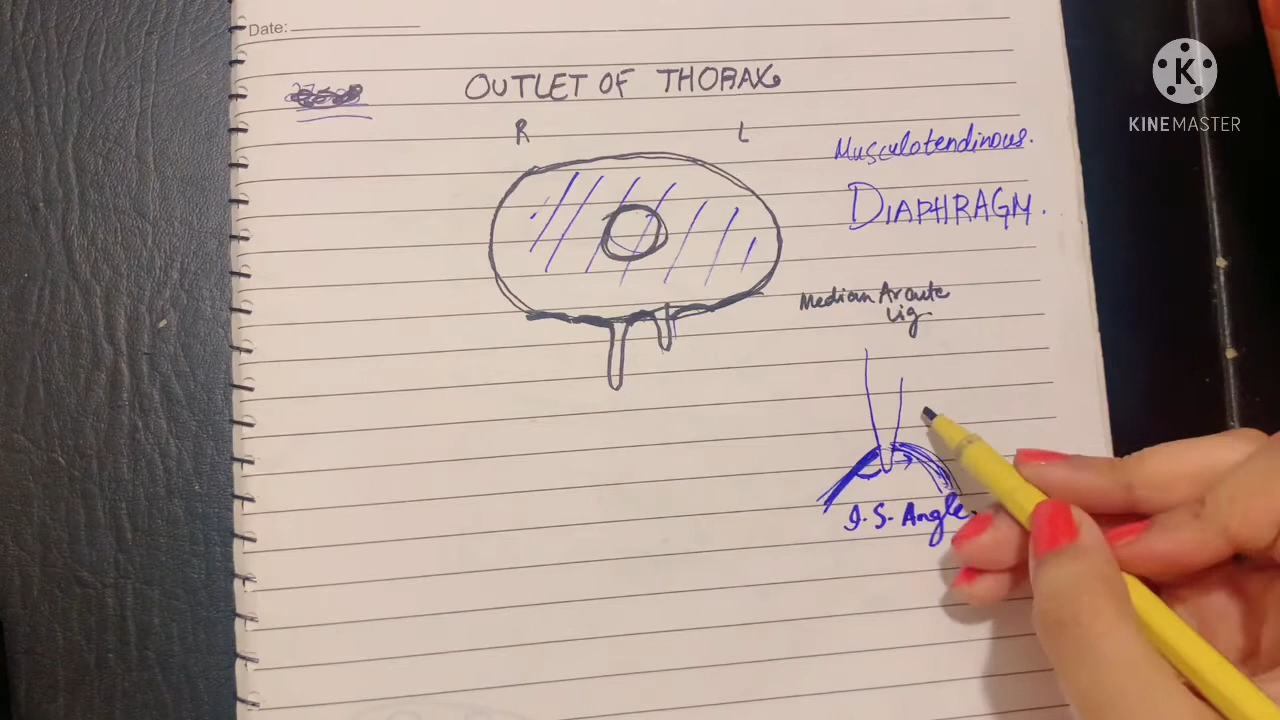 Date:
OUTLET OF THORAX
R L
Musculotendinous.
DIAPHRAGM.
Median Arcuate
Lig
I.S. Angle.
K
KINEMASTER